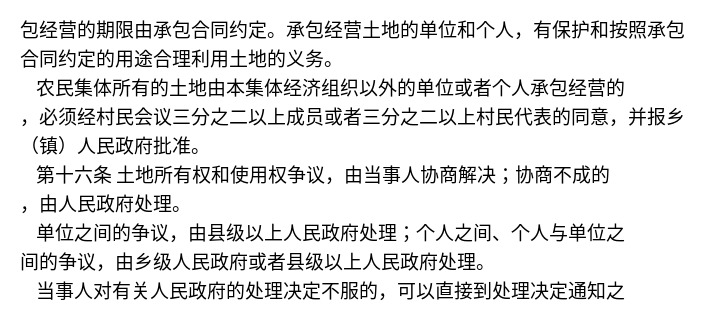 包经营的期限由承包合同约定。承包经营土地的单位和个人，有保护和按照承包
合同约定的用途合理利用土地的义务。
农民集体所有的土地由本集体经济组织以外的单位或者个人承包经营的
，必须经村民会议三分之二以上成员或者三分之二以上村民代表的同意，并报乡
（镇）人民政府批准。
第十六条 土地所有权和使用权争议，由当事人协商解决；协商不成的
，由人民政府处理。
单位之间的争议，由县级以上人民政府处理；个人之间、个人与单位之
间的争议，由乡级人民政府或者县级以上人民政府处理。
当事人对有关人民政府的处理决定不服的，可以直接到处理决定通知之